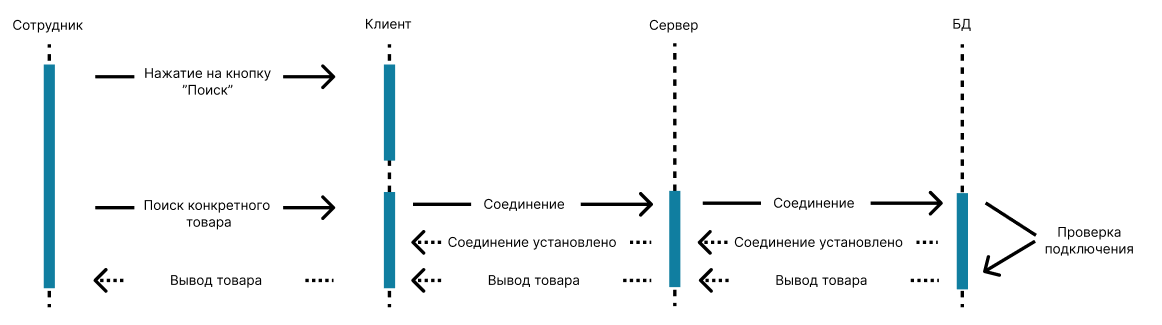 Сотрудник
Клиент
Сервер
БД
Нажатие на кнопку
"Поиск"
Поиск конкретного
товара
Соединение
Соединение
Соединение установлено
Соединение установлено
Проверка
подключения
Вывод товара
Вывод товара
Вывод товара